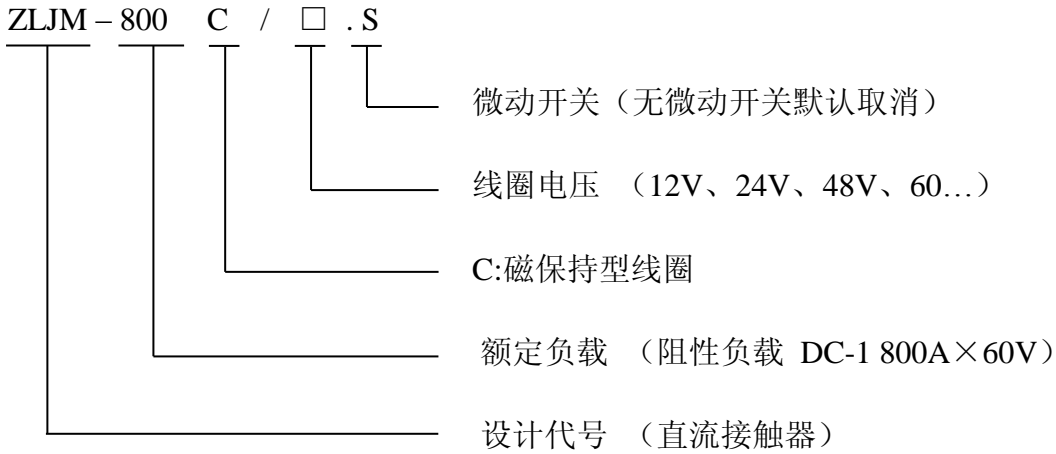 ZLJM – 800 C / □ . S
微动开关（无微动开关默认取消）
线圈电压 （12V、24V、48V、60…）
C:磁保持型线圈
额定负载 （阻性负载 DC-1 800A×60V）
设计代号 （直流接触器）